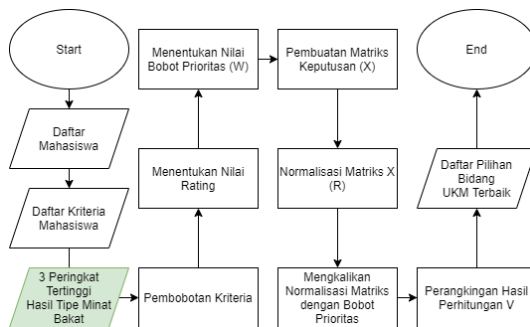 Start
Daftar
Mahasiswa
Daftar Kriteria
Mahasiswa
3 Peringkat
Tertinggi
Hasil Tipe Minat
Bakat
Pembobotan Kriteria
Menentukan Nilai
Rating
Menentukan Nilai
Bobot Prioritas (W)
Pembuatan Matriks
Keputusan (X)
Normalisasi Matriks X
(R)
Mengkalikan
Normalisasi Matriks
dengan Bobot
Prioritas
Perangkingan Hasil
Perhitungan V
Daftar Pilihan
Bidang
UKM Terbaik
End